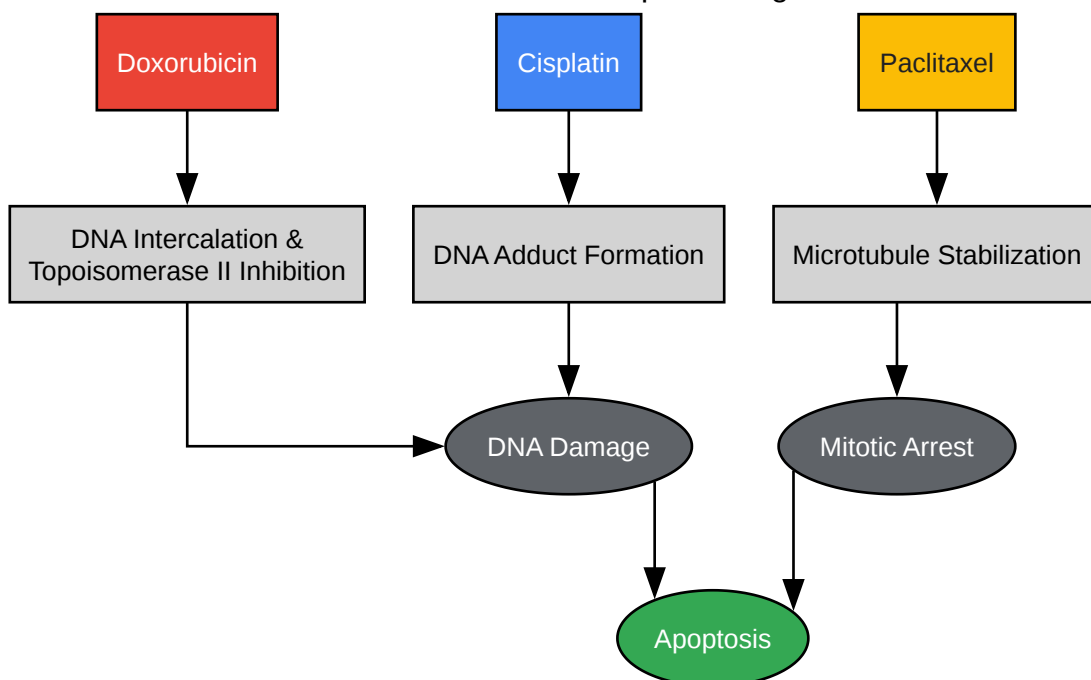 Doxorubicin
Cisplatin
Paclitaxel
DNA Intercalation &
Topoisomerase II Inhibition
DNA Adduct Formation
Microtubule Stabilization
DNA Damage
Mitotic Arrest
Apoptosis